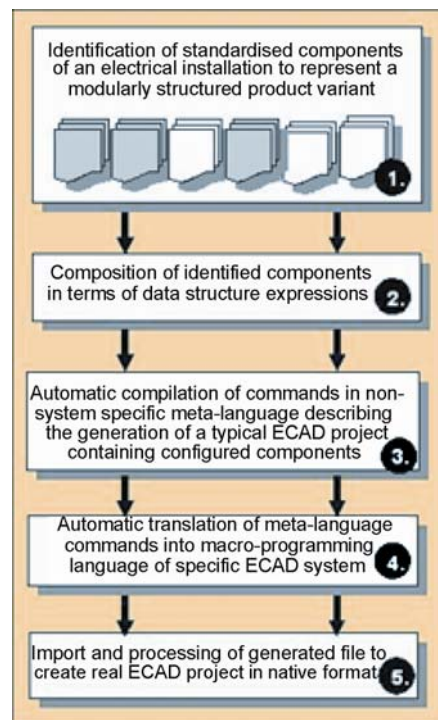 Identification of standardised components
of an electrical installation to represent a
modularly structured product variant
1.
Composition of identified components
in terms of data structure expressions
2.
Automatic compilation of commands in non-
system specific meta-language describing
the generation of a typical ECAD project
containing configured components
3.
Automatic translation of meta-language
commands into macro-programming
language of specific ECAD system
4.
Import and processing of generated file to
create real ECAD project in native format
5.